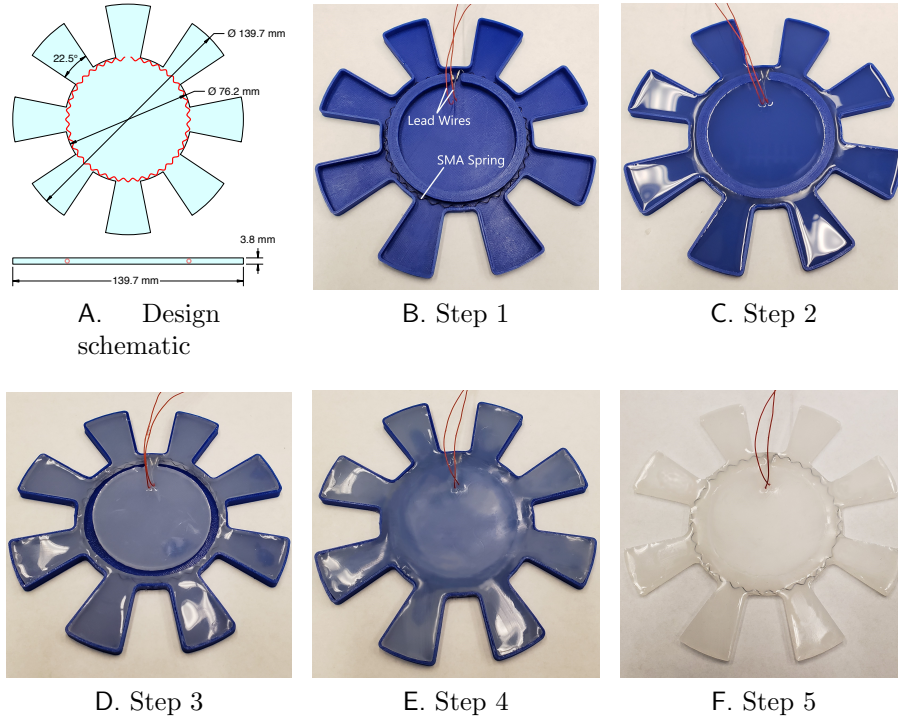 Ø 139.7 mm
22.5°
Ø 76.2 mm
3.8 mm
139.7 mm
Lead Wires
SMA Spring
A. Design
schematic
B. Step 1
C. Step 2
D. Step 3
E. Step 4
F. Step 5